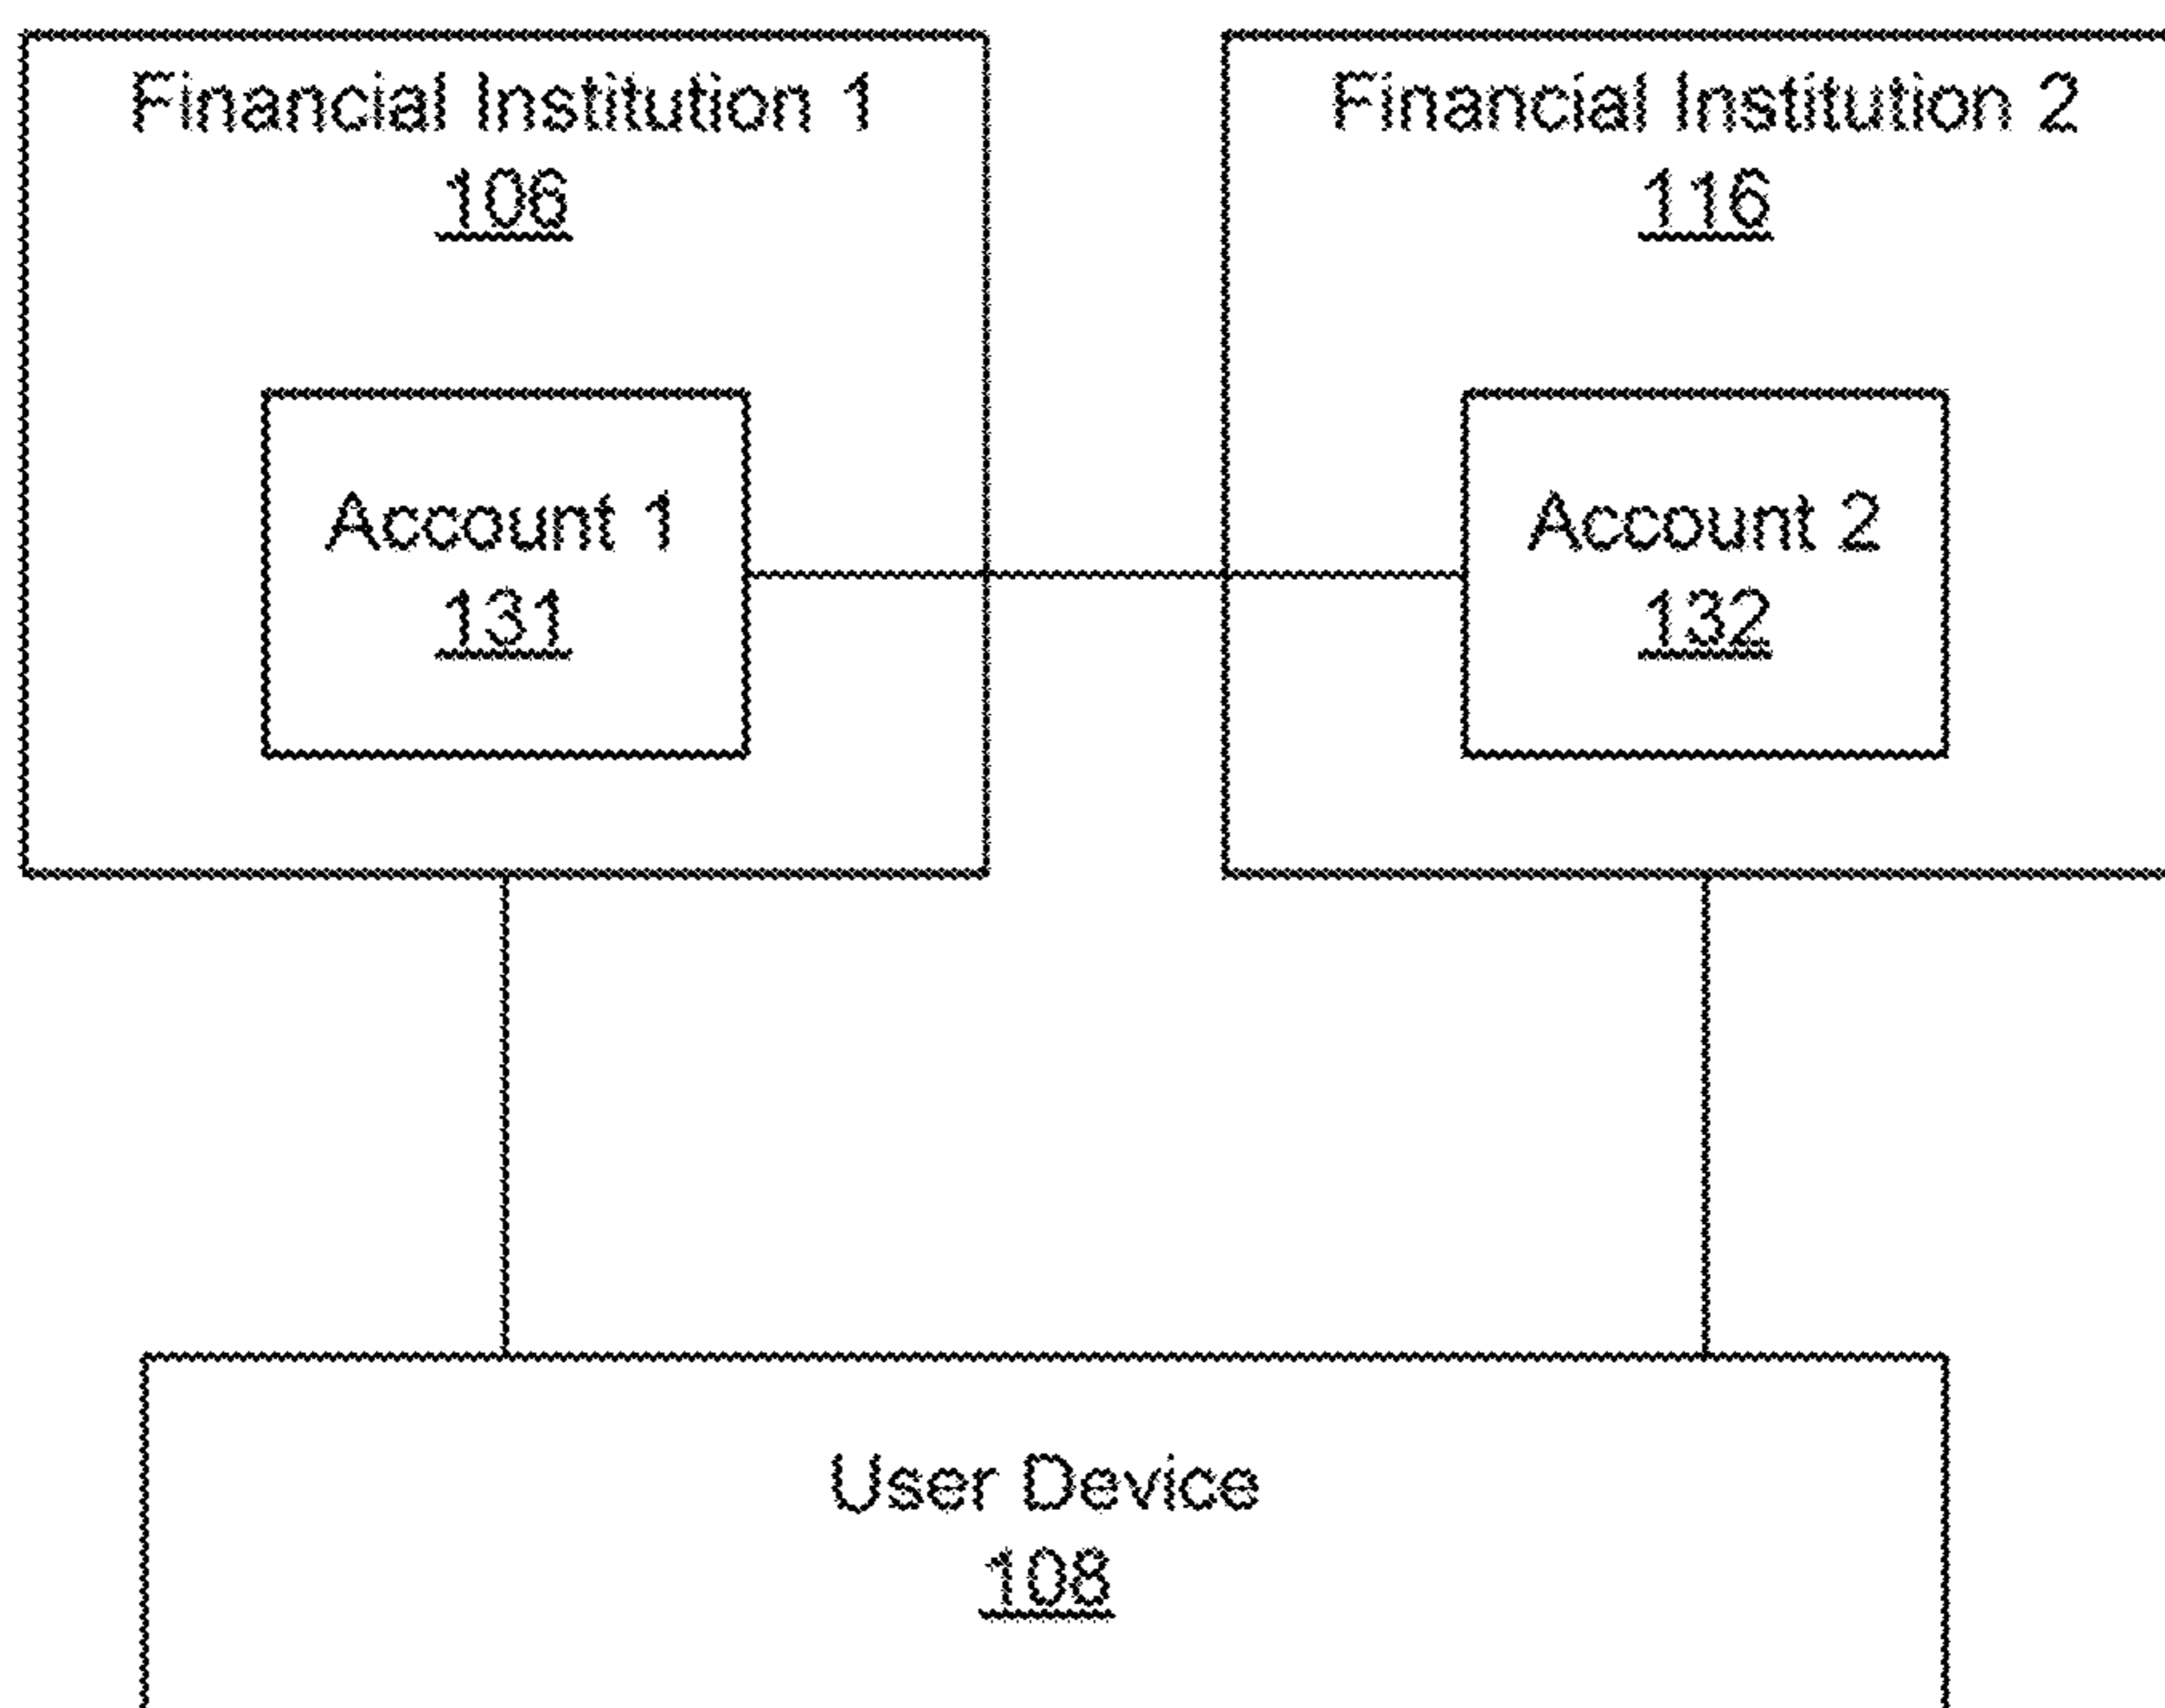 Financial Institution 1
106
Financial Institution 2
116
Account 1
131
Account 2
132
User Device
108